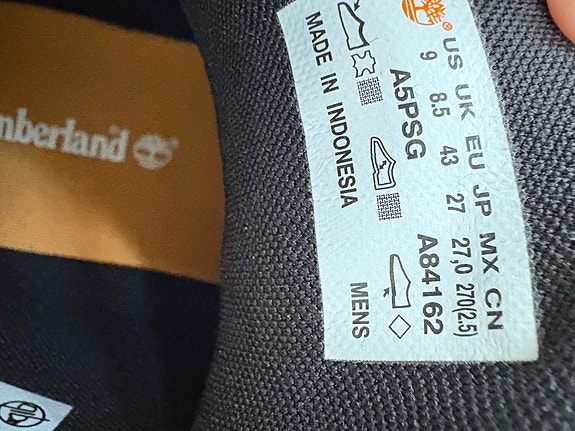 US UK EU JP MX CN
9 8.5 43 27 27,0 270(2.5)
A5PSG A84162
MADE IN INDONESIA MENS
mberland®